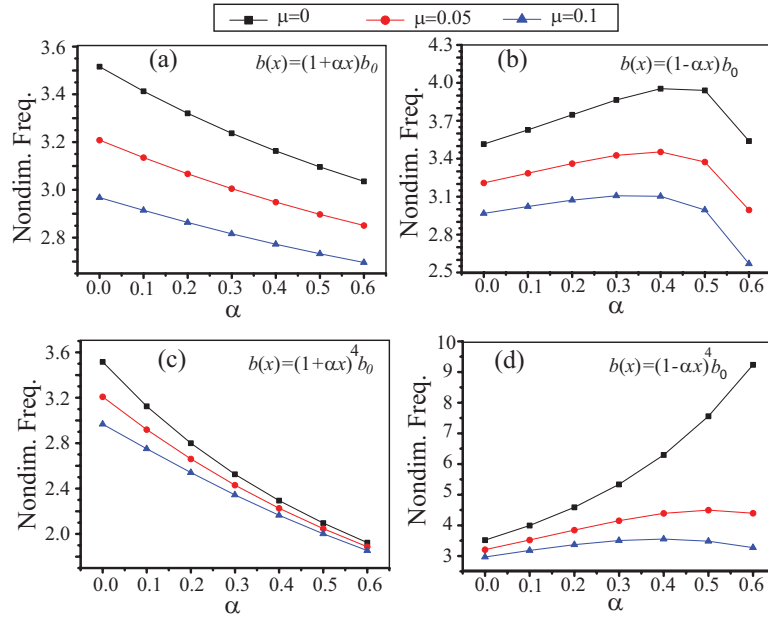 μ=0 μ=0.05 μ=0.1
(a) b(x)=(1+αx)b₀
Nondim. Freq.
3.6
3.4
3.2
3.0
2.8
0.0 0.1 0.2 0.3 0.4 0.5 0.6
α
(b) b(x)=(1-αx)b₀
Nondim. Freq.
4.3
4.0
3.7
3.4
3.1
2.8
2.5
0.0 0.1 0.2 0.3 0.4 0.5 0.6
α
(c) b(x)=(1+αx)⁴b₀
Nondim. Freq.
3.6
3.2
2.8
2.4
2.0
0.0 0.1 0.2 0.3 0.4 0.5 0.6
α
(d) b(x)=(1-αx)⁴b₀
Nondim. Freq.
10
9
8
7
6
5
4
3
0.0 0.1 0.2 0.3 0.4 0.5 0.6
α